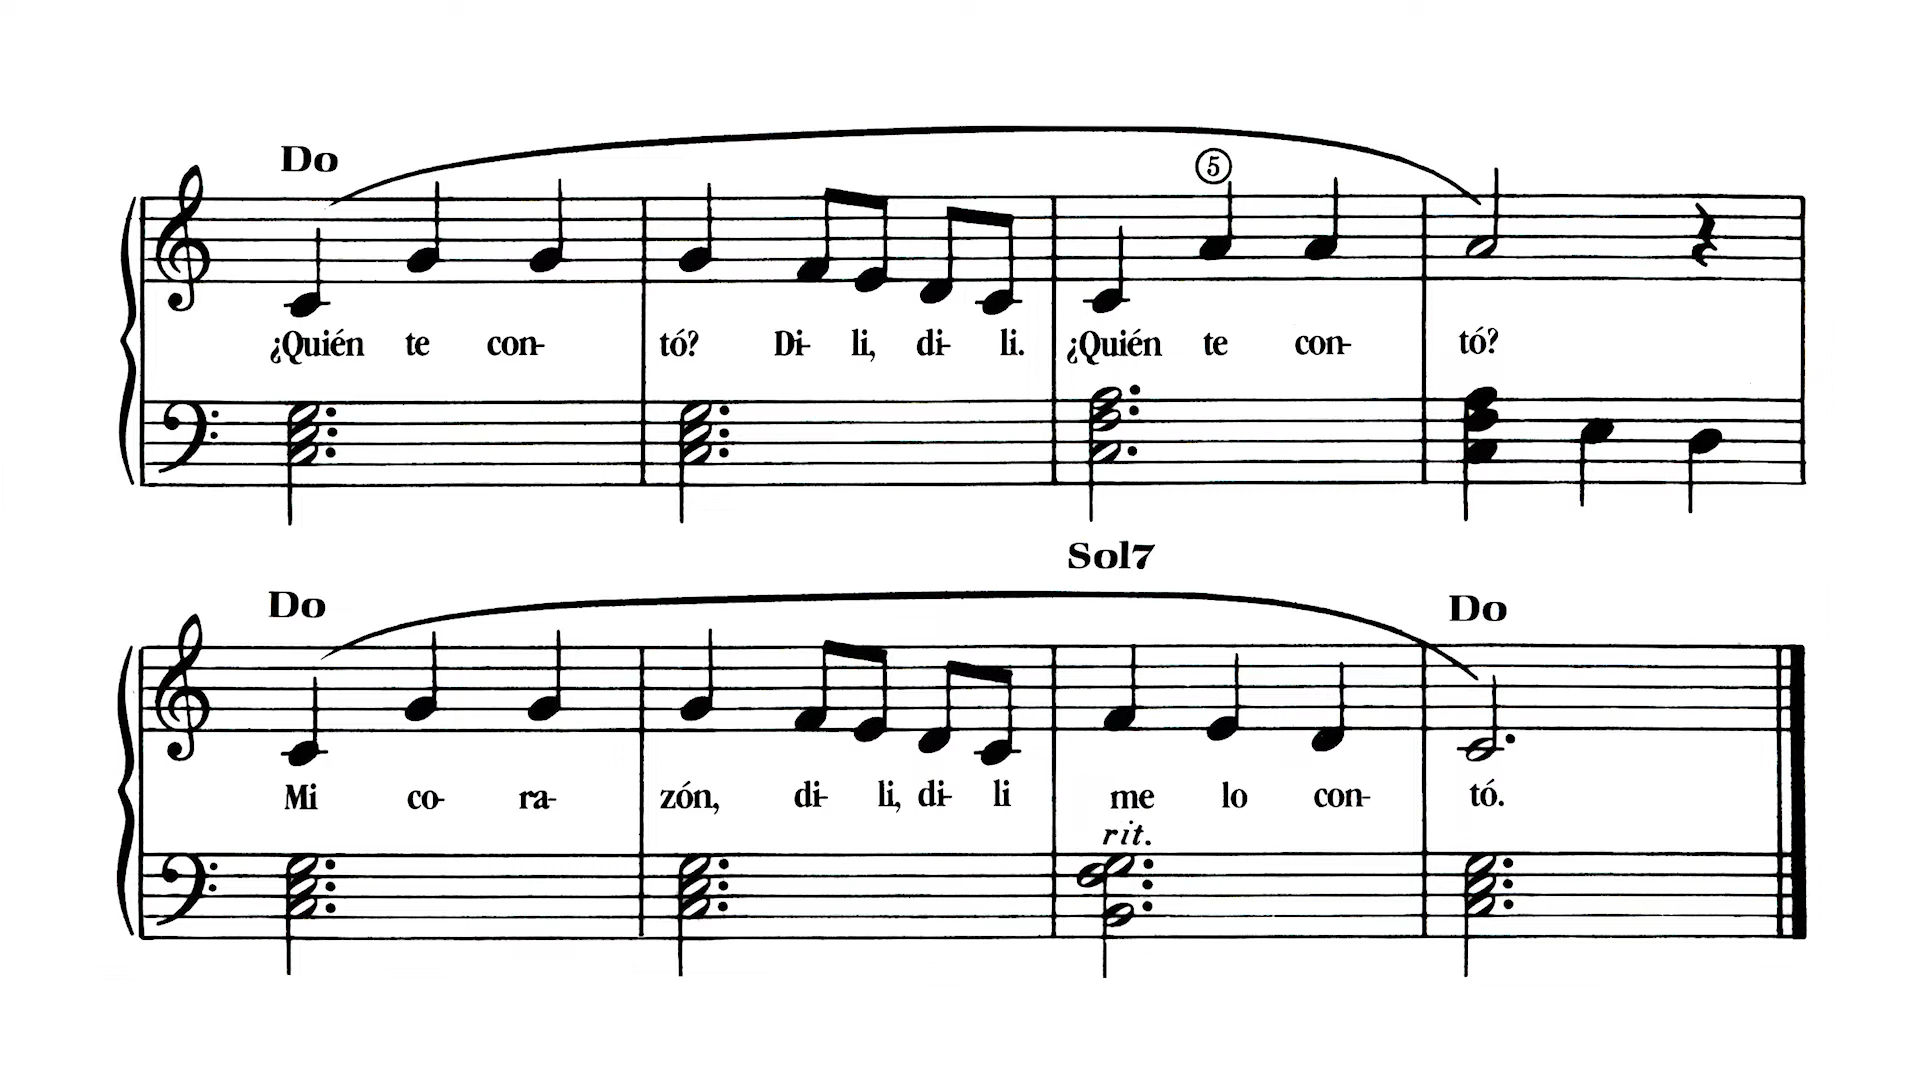 Do
5
¿Quién te con- tó? Di- li, di- li. ¿Quién te con- tó?
Sol7
Do Do
Mi co- ra- zón, di- li, di- li me lo con- tó.
rit.